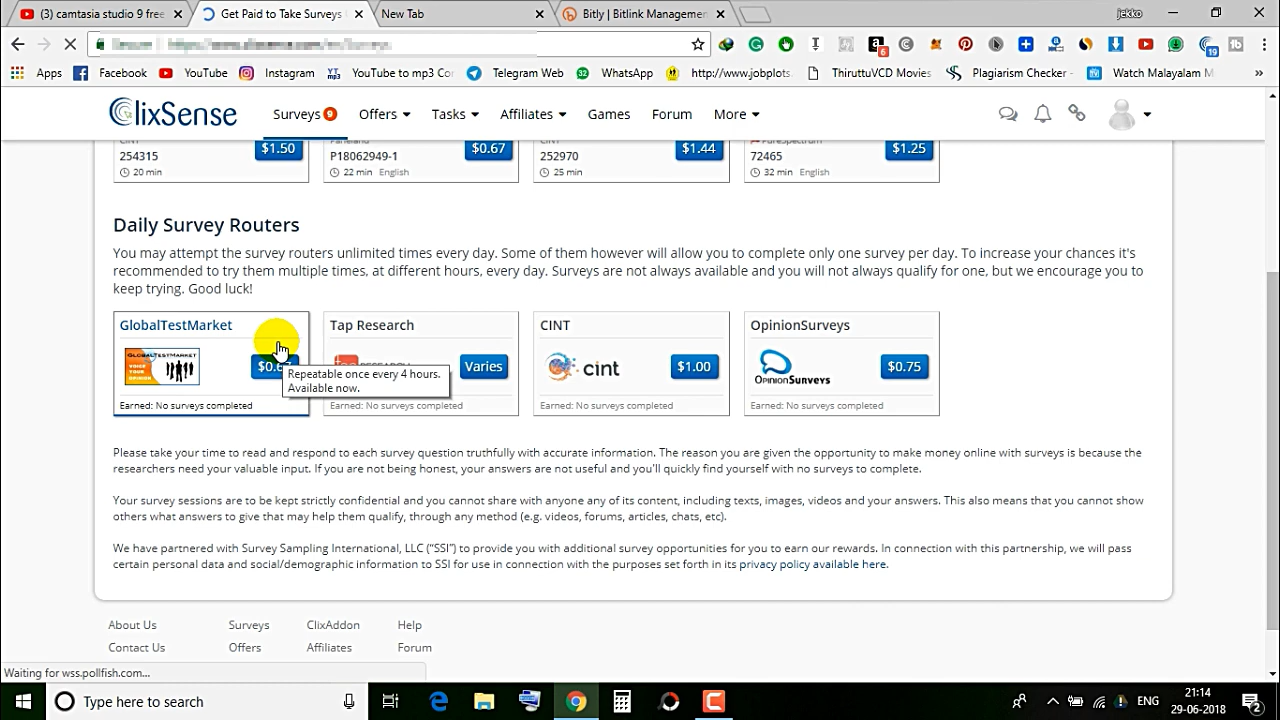 (3) camtasia studio 9 free
Get Paid to Take Surveys
New Tab
Bitly | Bitlink Managemen
jekko
Apps
Facebook
YouTube
Instagram
YouTube to mp3 Co
Telegram Web
WhatsApp
http://www.jobplots
ThiruttuVCD Movies
Plagiarism Checker -
Watch Malayalam M
ClixSense
Surveys 9
Offers
Tasks
Affiliates
Games
Forum
More
CINT
254315
$1.50
20 min
P18062949-1
$0.67
22 min English
CINT
252970
$1.44
25 min
PureSpectrum
72465
$1.25
32 min English
Daily Survey Routers
You may attempt the survey routers unlimited times every day. Some of them however will allow you to complete only one survey per day. To increase your chances it's
recommended to try them multiple times, at different hours, every day. Surveys are not always available and you will not always qualify for one, but we encourage you to
keep trying. Good luck!
GlobalTestMarket
GLOBALTESTMARKET
VOICE
YOUR
OPINION
Earned: No surveys completed
Repeatable once every 4 hours.
Available now.
Tap Research
Varies
Earned: No surveys completed
CINT
cint
$1.00
Earned: No surveys completed
OpinionSurveys
OPINIONSURVEYS
$0.75
Earned: No surveys completed
Please take your time to read and respond to each survey question truthfully with accurate information. The reason you are given the opportunity to make money online with surveys is because the
researchers need your valuable input. If you are not being honest, your answers are not useful and you'll quickly find yourself with no surveys to complete.
Your survey sessions are to be kept strictly confidential and you cannot share with anyone any of its content, including texts, images, videos and your answers. This also means that you cannot show
others what answers to give that may help them qualify, through any method (e.g. videos, forums, articles, chats, etc).
We have partnered with Survey Sampling International, LLC (“SSI”) to provide you with additional survey opportunities for you to earn our rewards. In connection with this partnership, we will pass
certain personal data and social/demographic information to SSI for use in connection with the purposes set forth in its privacy policy available here.
About Us
Surveys
ClixAddon
Help
Contact Us
Offers
Affiliates
Forum
Waiting for wss.pollfish.com...
Type here to search
ENG
21:14
29-06-2018
2